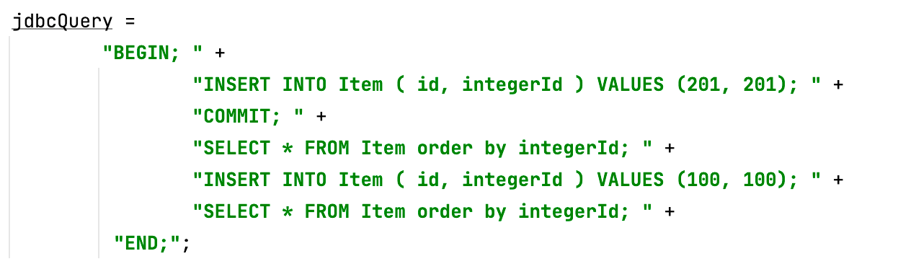 jdbcQuery =
"BEGIN; " +
"INSERT INTO Item ( id, integerId ) VALUES (201, 201); " +
"COMMIT; " +
"SELECT * FROM Item order by integerId; " +
"INSERT INTO Item ( id, integerId ) VALUES (100, 100); " +
"SELECT * FROM Item order by integerId; " +
"END;";